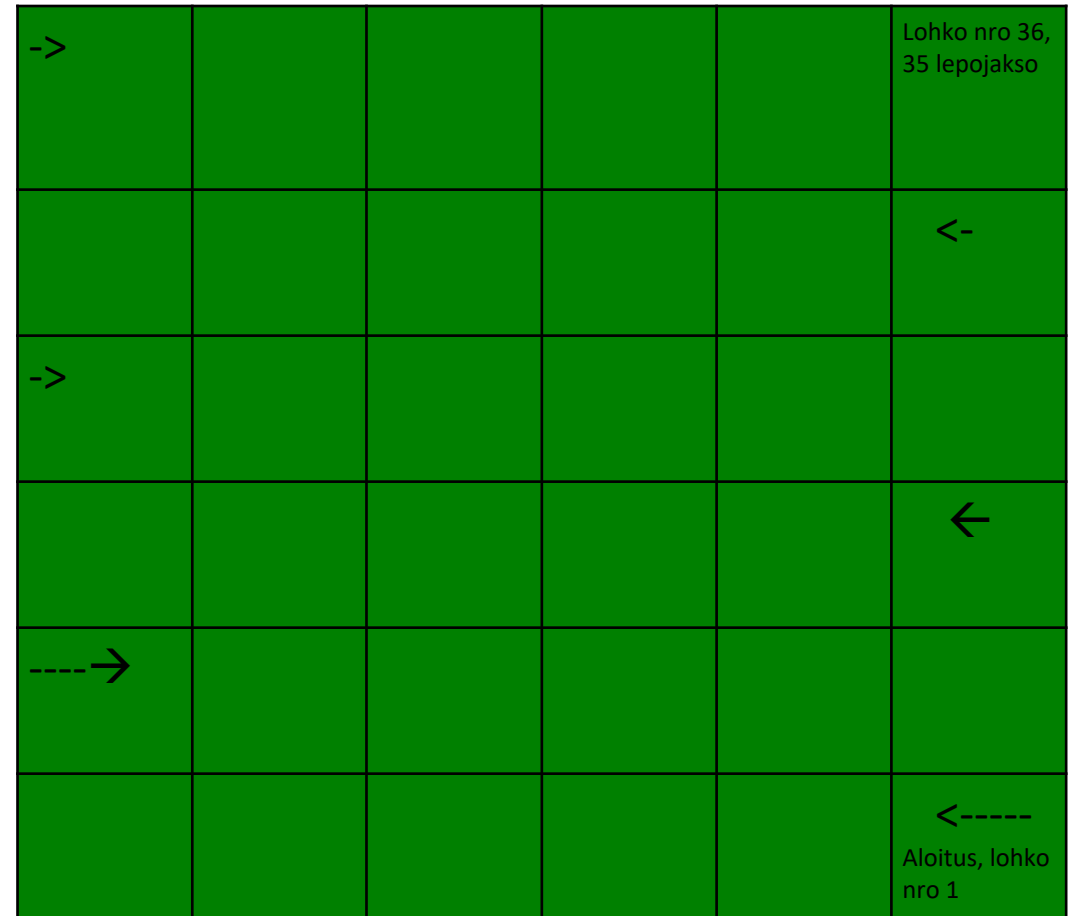 ->
Lohko nro 36,
35 lepojakso
<-
->
←
----→
<-----
Aloitus, lohko
nro 1